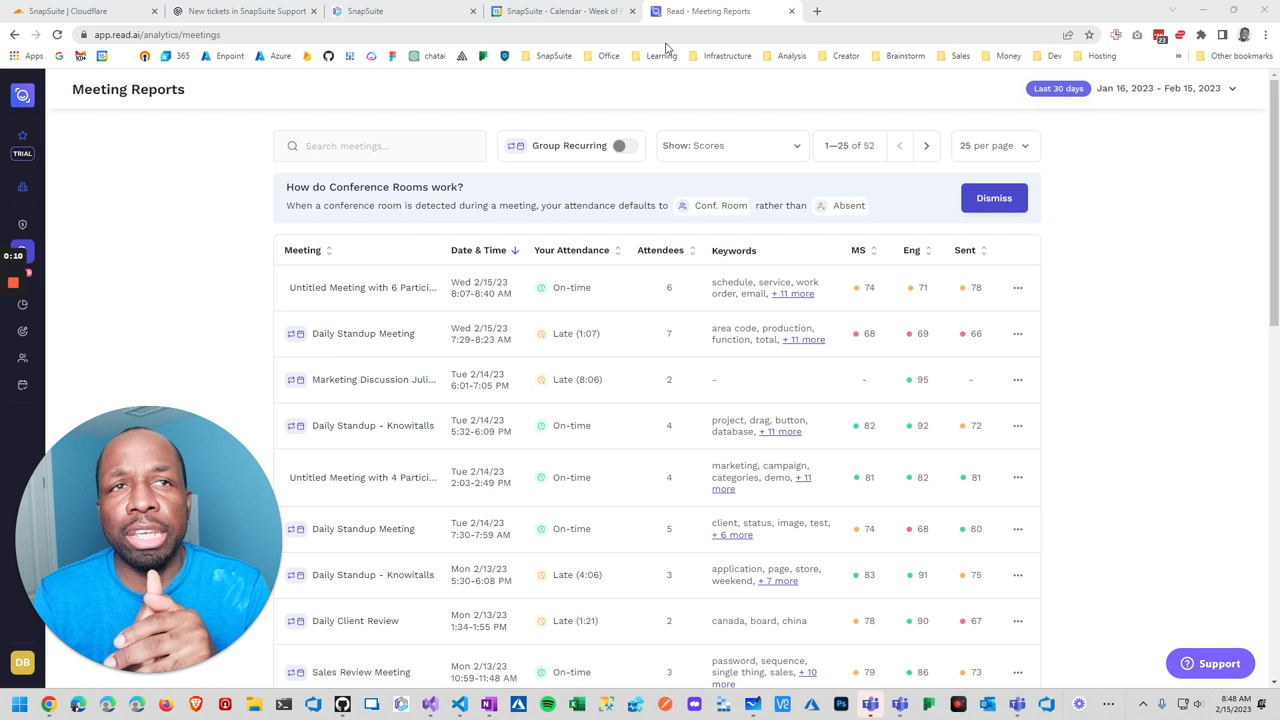 SnapSuite | Cloudflare
New tickets in SnapSuite Support
SnapSuite
SnapSuite - Calendar - Week of F
Read - Meeting Reports
app.read.ai/analytics/meetings
23
Apps
365
Enpoint
Azure
chatai
SnapSuite
Office
Learning
Infrastructure
Analysis
Creator
Brainstorm
Sales
Money
Dev
Hosting
»
Other bookmarks
Meeting Reports
Last 30 days
Jan 16, 2023 - Feb 15, 2023
TRIAL
Search meetings...
Group Recurring
Show: Scores
1—25 of 52
25 per page
How do Conference Rooms work?
When a conference room is detected during a meeting, your attendance defaults to Conf. Room rather than Absent
Dismiss
Meeting Date & Time Your Attendance Attendees Keywords MS Eng Sent
Untitled Meeting with 6 Partici...
Wed 2/15/23
8:07-8:40 AM
On-time
6
schedule, service, work
order, email, + 11 more
74
71
78
Daily Standup Meeting
Wed 2/15/23
7:29-8:23 AM
Late (1:07)
7
area code, production,
function, total, + 11 more
68
69
66
Marketing Discussion Juli...
Tue 2/14/23
6:01-7:05 PM
Late (8:06)
2
-
-
95
-
Daily Standup - Knowitalls
Tue 2/14/23
5:32-6:09 PM
On-time
4
project, drag, button,
database, + 11 more
82
92
72
Untitled Meeting with 4 Partici...
Tue 2/14/23
2:03-2:49 PM
On-time
4
marketing, campaign,
categories, demo, + 11
more
81
82
81
Daily Standup Meeting
Tue 2/14/23
7:30-7:59 AM
On-time
5
client, status, image, test,
+ 6 more
74
68
80
Daily Standup - Knowitalls
Mon 2/13/23
5:30-6:08 PM
Late (4:06)
3
application, page, store,
weekend, + 7 more
83
91
75
Daily Client Review
Mon 2/13/23
1:34-1:55 PM
Late (1:21)
2
canada, board, china
78
90
67
Sales Review Meeting
Mon 2/13/23
10:59-11:48 AM
On-time
3
password, sequence,
single thing, sales, + 10
more
79
86
73
0:10
9
DB
Support
8:48 AM
2/15/2023